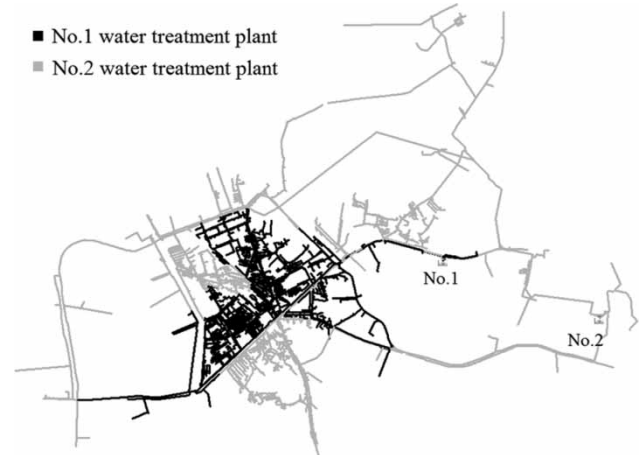 No.1 water treatment plant
No.2 water treatment plant
No.1
No.2